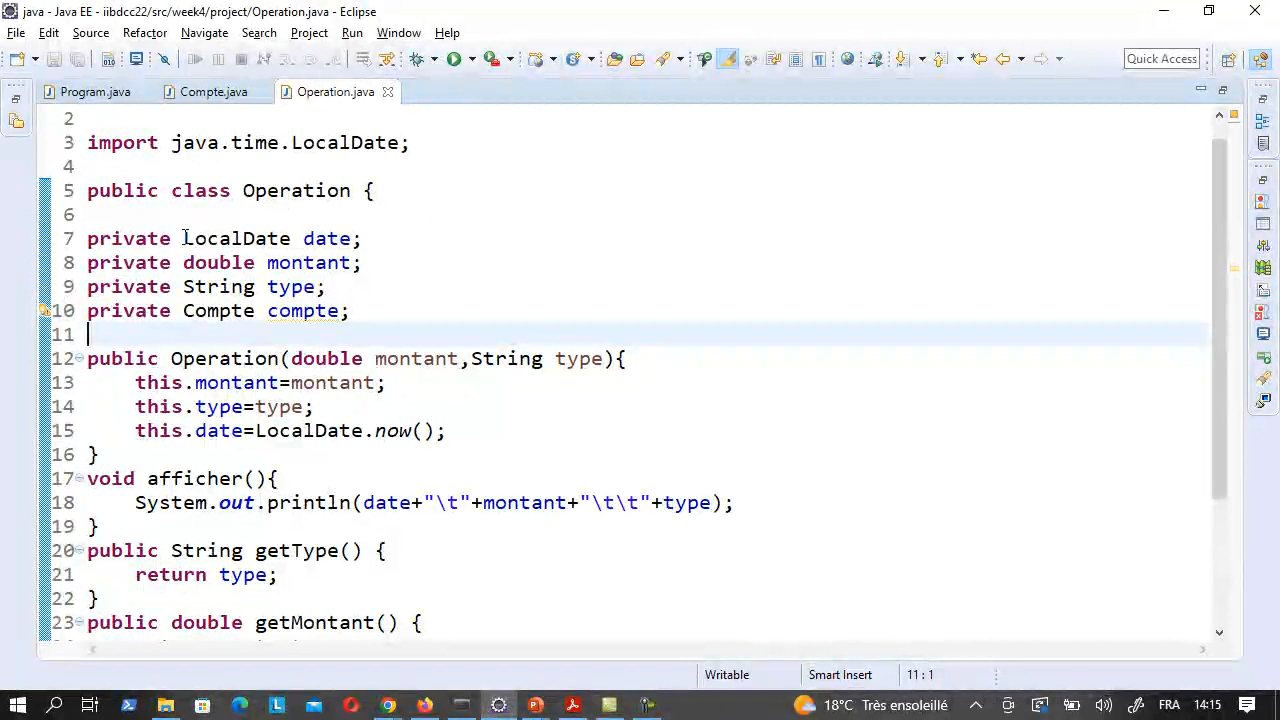 java - Java EE - iibdcc22/src/week4/project/Operation.java - Eclipse
File Edit Source Refactor Navigate Search Project Run Window Help
Quick Access
Program.java Compte.java Operation.java
2
3 import java.time.LocalDate;
4
5 public class Operation {
6
7 private LocalDate date;
8 private double montant;
9 private String type;
10 private Compte compte;
11
12 public Operation(double montant,String type){
13 this.montant=montant;
14 this.type=type;
15 this.date=LocalDate.now();
16 }
17 void afficher(){
18 System.out.println(date+"\t"+montant+"\t\t"+type);
19 }
20 public String getType() {
21 return type;
22 }
23 public double getMontant() {
Writable Smart Insert 11 : 1
18°C Très ensoleillé FRA 14:15